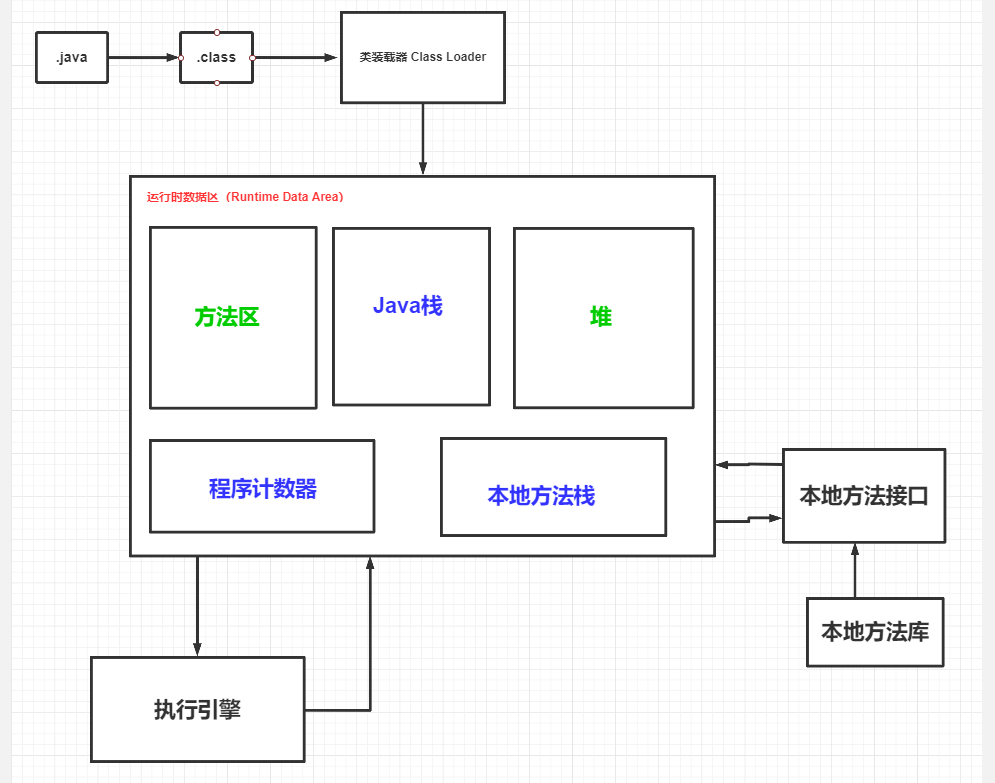 .java
.class
类装载器 Class Loader
运行时数据区（Runtime Data Area）
方法区
Java栈
堆
程序计数器
本地方法栈
本地方法接口
本地方法库
执行引擎